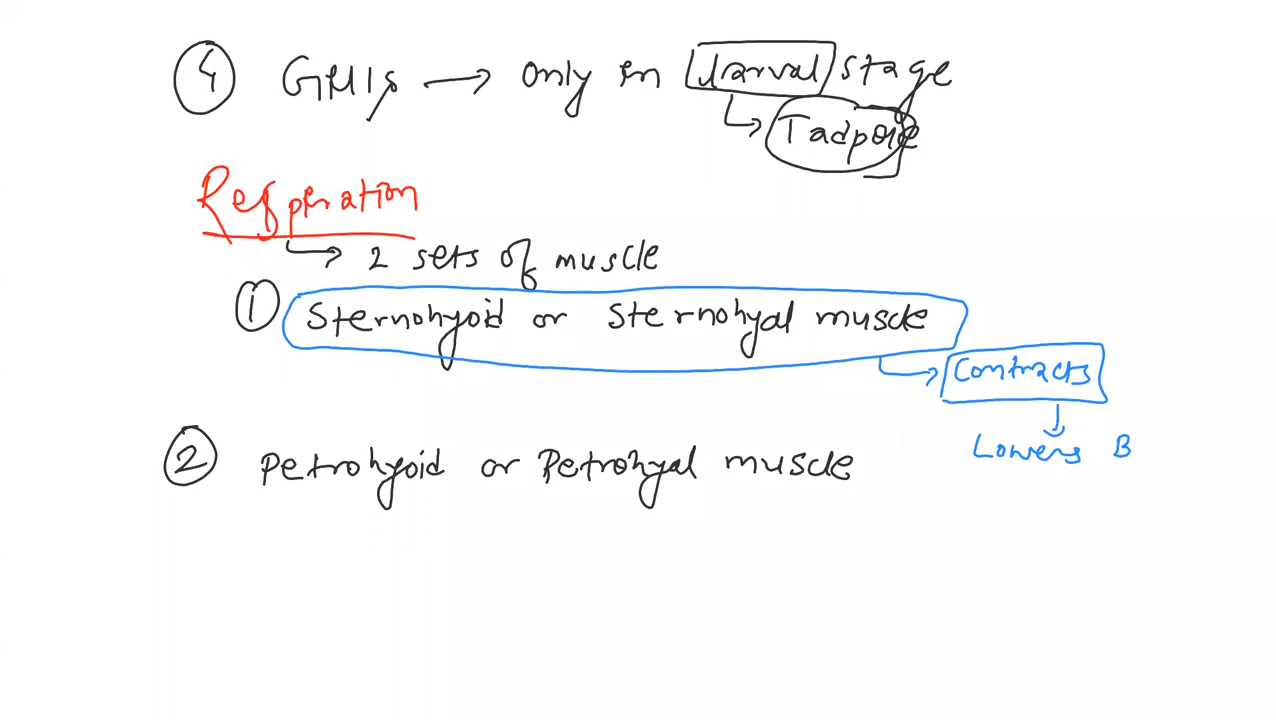 4 Gills → only in larval stage
↳ Tadpole
Respiration
↳ 2 sets of muscle
1 Sternohyoid or Sternohyal muscle
↳ Contracts
↓
Lowers B
2 Petrohyoid or Petrohyal muscle